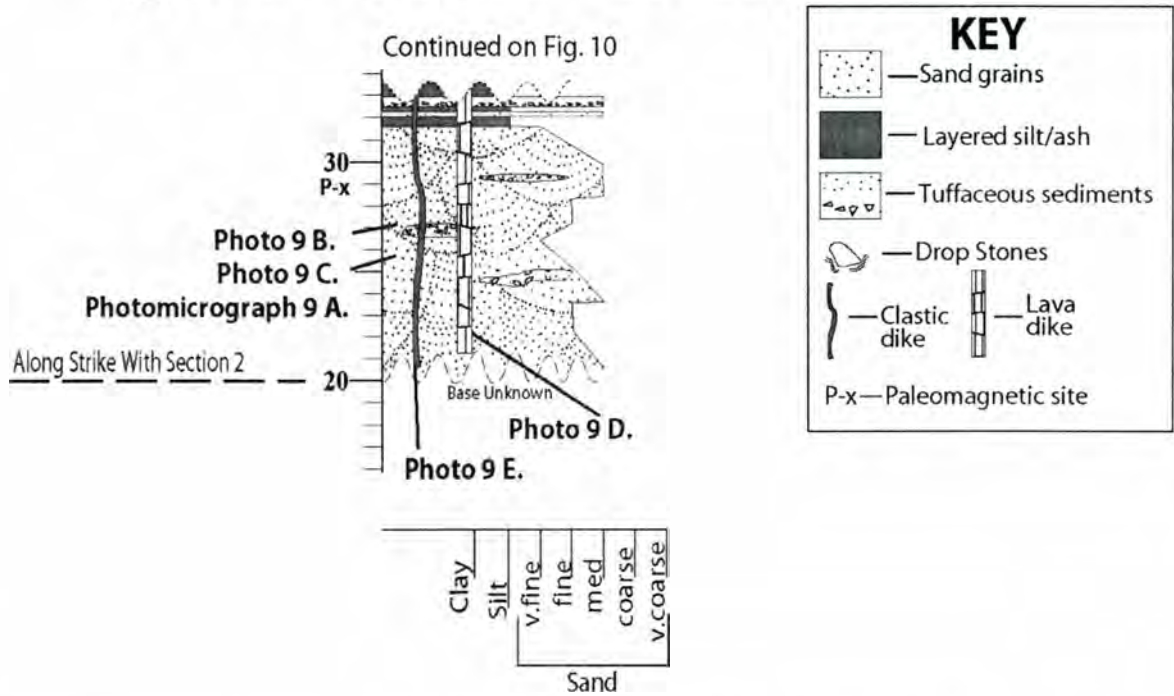 Continued on Fig. 10
30
P-x
Photo 9 B.
Photo 9 C.
Photomicrograph 9 A.
Along Strike With Section 2
20
Base Unknown
Photo 9 D.
Photo 9 E.
Clay
Silt
v.fine
fine
med
coarse
v.coarse
Sand
KEY
Sand grains
Layered silt/ash
Tuffaceous sediments
Drop Stones
Clastic
dike
Lava
dike
P-x—Paleomagnetic site